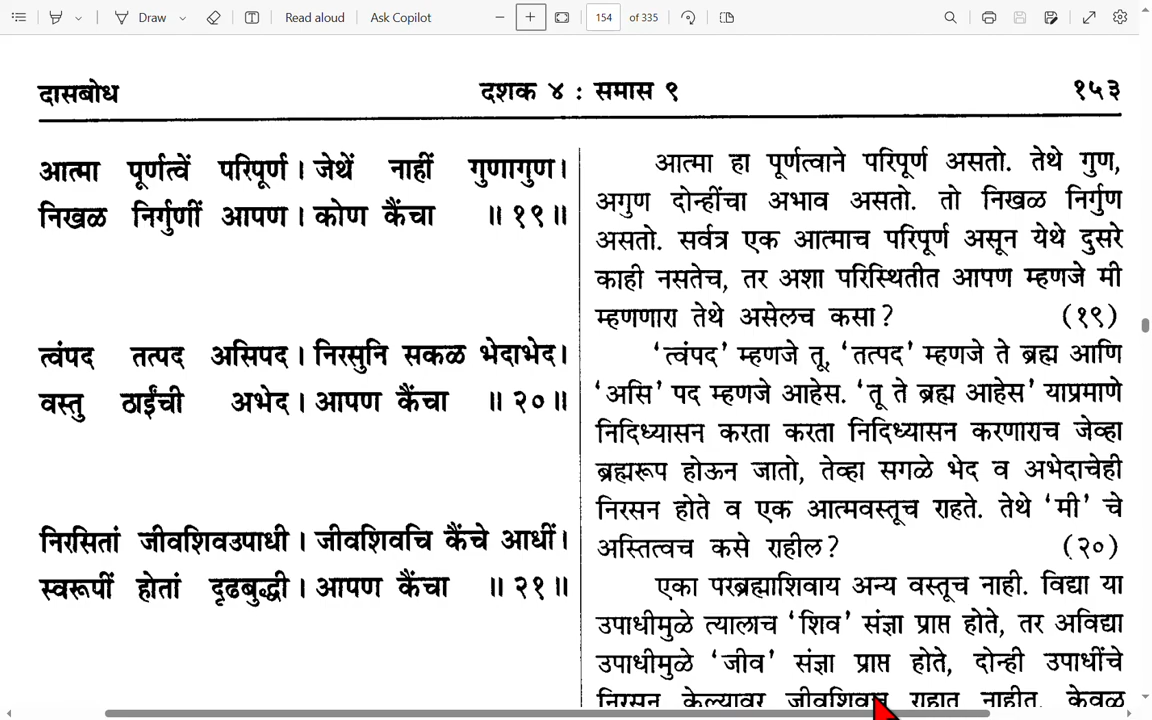 Draw
Read aloud
Ask Copilot
154 of 335
दासबोध दशक ४ : समास ९ १५३
आत्मा पूर्णत्वें परिपूर्ण । जेथें नाहीं गुणागुण ।
निखळ निर्गुणीं आपण । कोण कैंचा ॥ १९ ॥
त्वंपद तत्पद असिपद । निरसुनि सकळ भेदाभेद ।
वस्तु ठाईंची अभेद । आपण कैंचा ॥ २० ॥
निरसितां जीवशिवउपाधी । जीवशिवचि कैंचे आधीं ।
स्वरूपीं होतां दृढबुद्धी । आपण कैंचा ॥ २१ ॥
आत्मा हा पूर्णत्वाने परिपूर्ण असतो. तेथे गुण,
अगुण दोन्हींचा अभाव असतो. तो निखळ निर्गुण
असतो. सर्वत्र एक आत्माच परिपूर्ण असून येथे दुसरे
काही नसतेच, तर अशा परिस्थितीत आपण म्हणजे मी
म्हणणारा तेथे असेलच कसा? (१९)
'त्वंपद' म्हणजे तू, 'तत्पद' म्हणजे ते ब्रह्म आणि
'असि' पद म्हणजे आहेस. 'तू ते ब्रह्म आहेस' याप्रमाणे
निदिध्यासन करता करता निदिध्यासन करणाराच जेव्हा
ब्रह्मरूप होऊन जातो, तेव्हा सगळे भेद व अभेदाचेही
निरसन होते व एक आत्मवस्तूच राहते. तेथे 'मी' चे
अस्तित्वच कसे राहील? (२०)
एका परब्रह्माशिवाय अन्य वस्तूच नाही. विद्या या
उपाधीमुळे त्यालाच 'शिव' संज्ञा प्राप्त होते, तर अविद्या
उपाधीमुळे 'जीव' संज्ञा प्राप्त होते, दोन्ही उपाधींचे
निरसन केल्यावर राहात नाहीत. केवळ